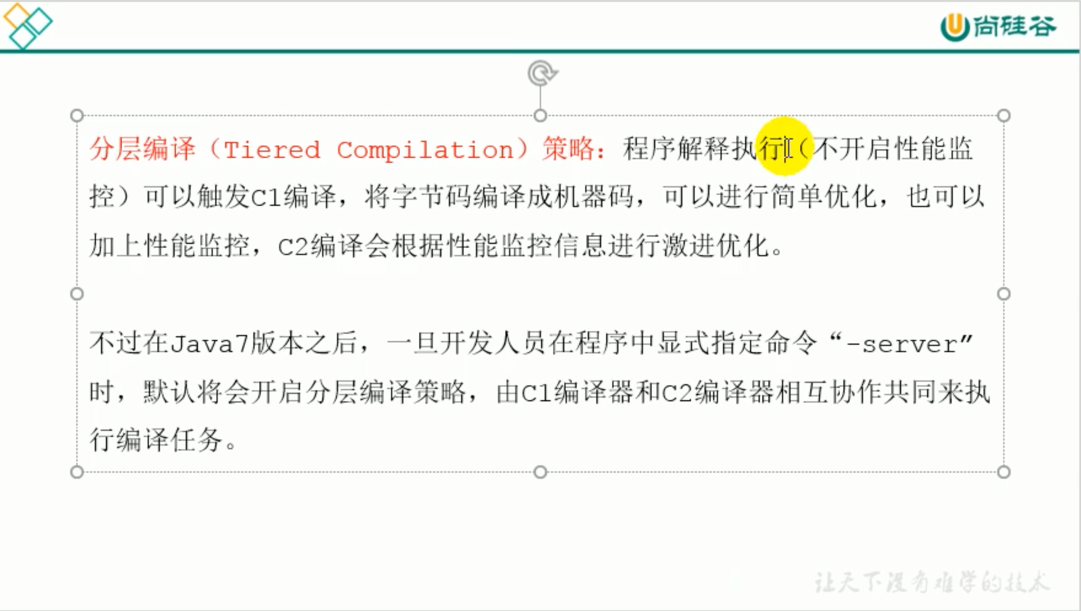 尚硅谷
分层编译（Tiered Compilation）策略：程序解释执行（不开启性能监
控）可以触发C1编译，将字节码编译成机器码，可以进行简单优化，也可以
加上性能监控，C2编译会根据性能监控信息进行激进优化。
不过在Java7版本之后，一旦开发人员在程序中显式指定命令“-server”
时，默认将会开启分层编译策略，由C1编译器和C2编译器相互协作共同来执
行编译任务。
让天下没有难学的技术